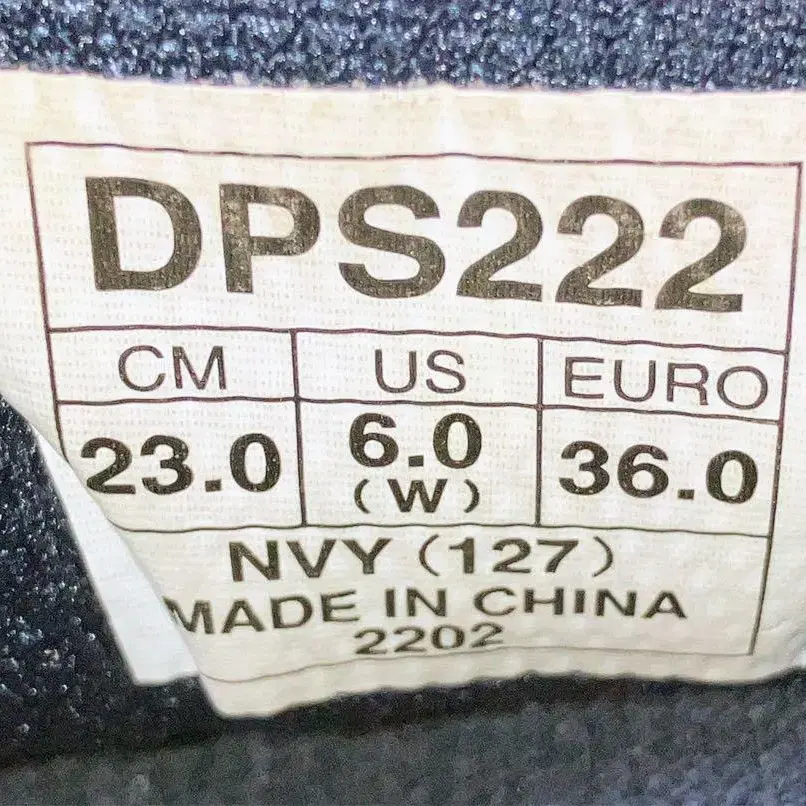 DPS222
CM US EURO
23.0 6.0 36.0
(W)
NVY (127)
MADE IN CHINA
2202